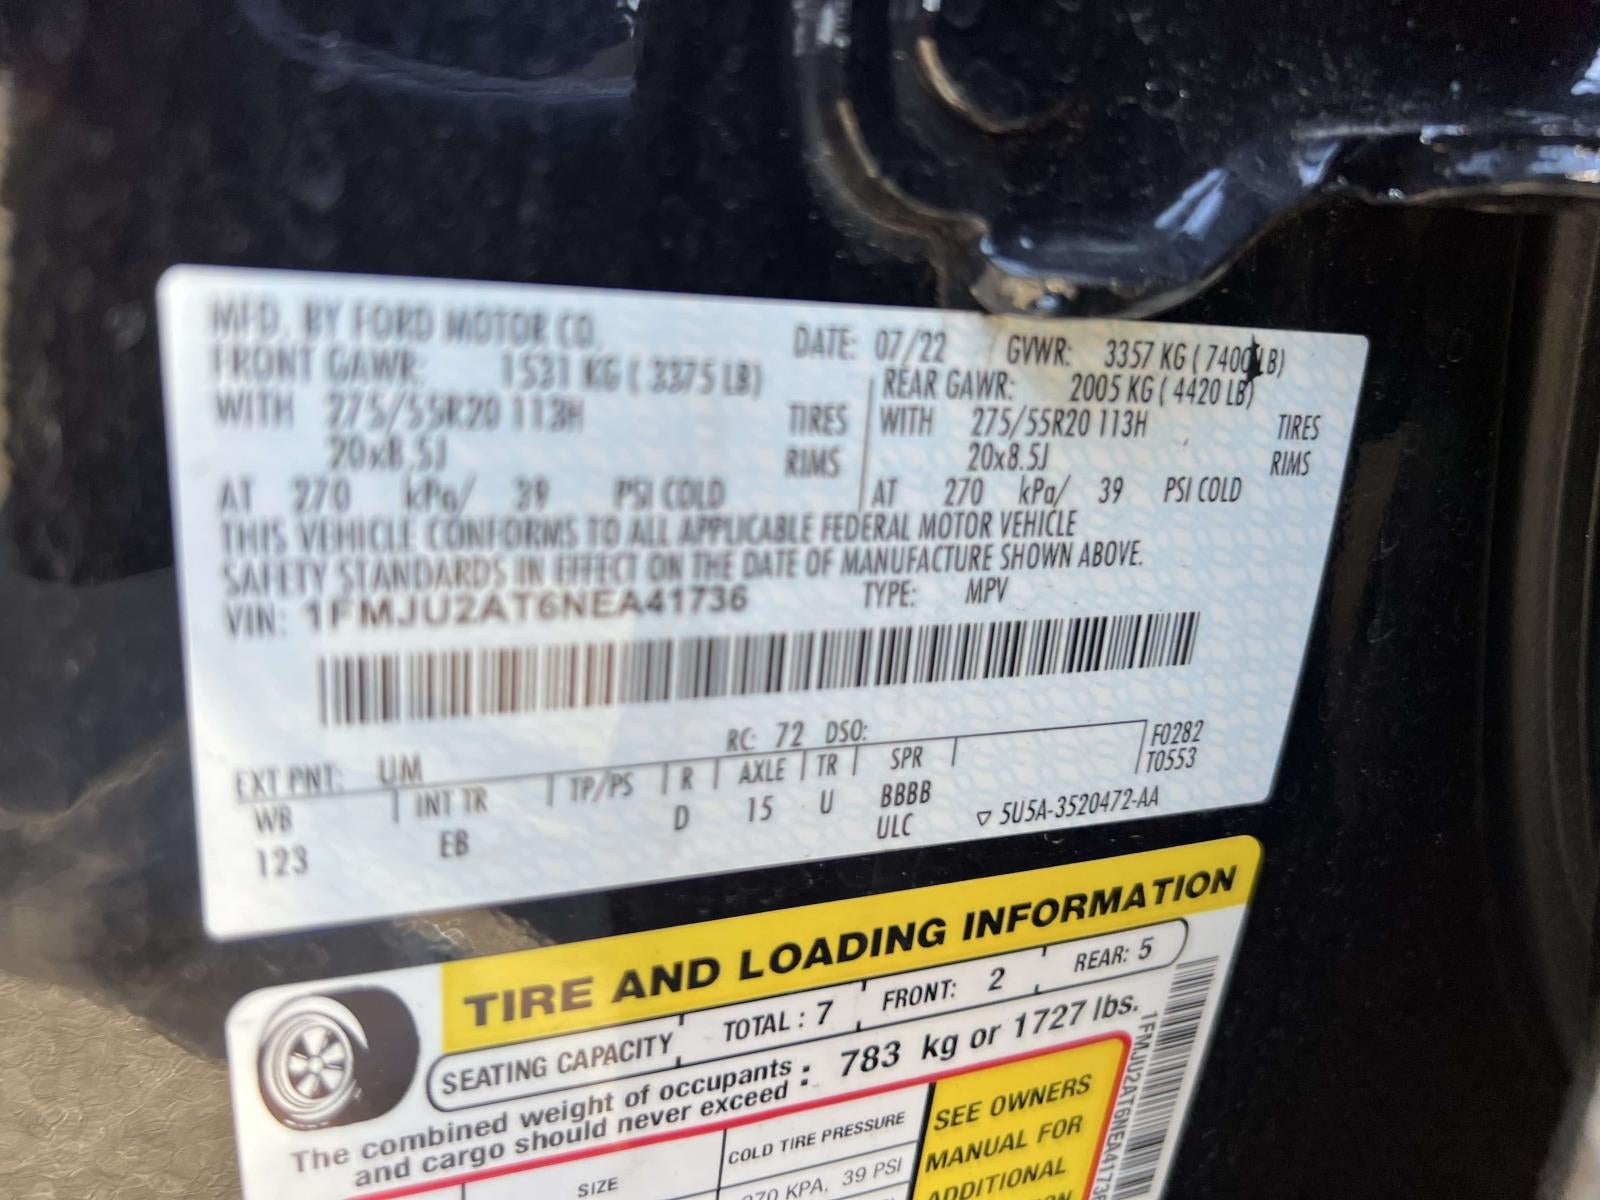 MFD. BY FORD MOTOR CO. DATE: 07/22 GVWR: 3357 KG ( 7400 LB)
FRONT GAWR: 1531 KG ( 3375 LB) REAR GAWR: 2005 KG ( 4420 LB)
WITH 275/55R20 113H TIRES WITH 275/55R20 113H TIRES
20x8.5J RIMS 20x8.5J RIMS
AT 270 kPa/ 39 PSI COLD AT 270 kPa/ 39 PSI COLD
THIS VEHICLE CONFORMS TO ALL APPLICABLE FEDERAL MOTOR VEHICLE
SAFETY STANDARDS IN EFFECT ON THE DATE OF MANUFACTURE SHOWN ABOVE.
VIN: 1FMJU2AT6NEA41736 TYPE: MPV
EXT PNT: UM RC: 72 DSO: F0282
WB INT TR TP/PS R AXLE TR SPR T0553
123 EB D 15 U BBBB
ULC ▽ 5U5A-3520472-AA
TIRE AND LOADING INFORMATION
SEATING CAPACITY TOTAL : 7 FRONT: 2 REAR: 5
The combined weight of occupants
and cargo should never exceed : 783 kg or 1727 lbs.
SIZE COLD TIRE PRESSURE
270 KPA, 39 PSI
SEE OWNERS
MANUAL FOR
ADDITIONAL
1FMJU2AT6NEA41736